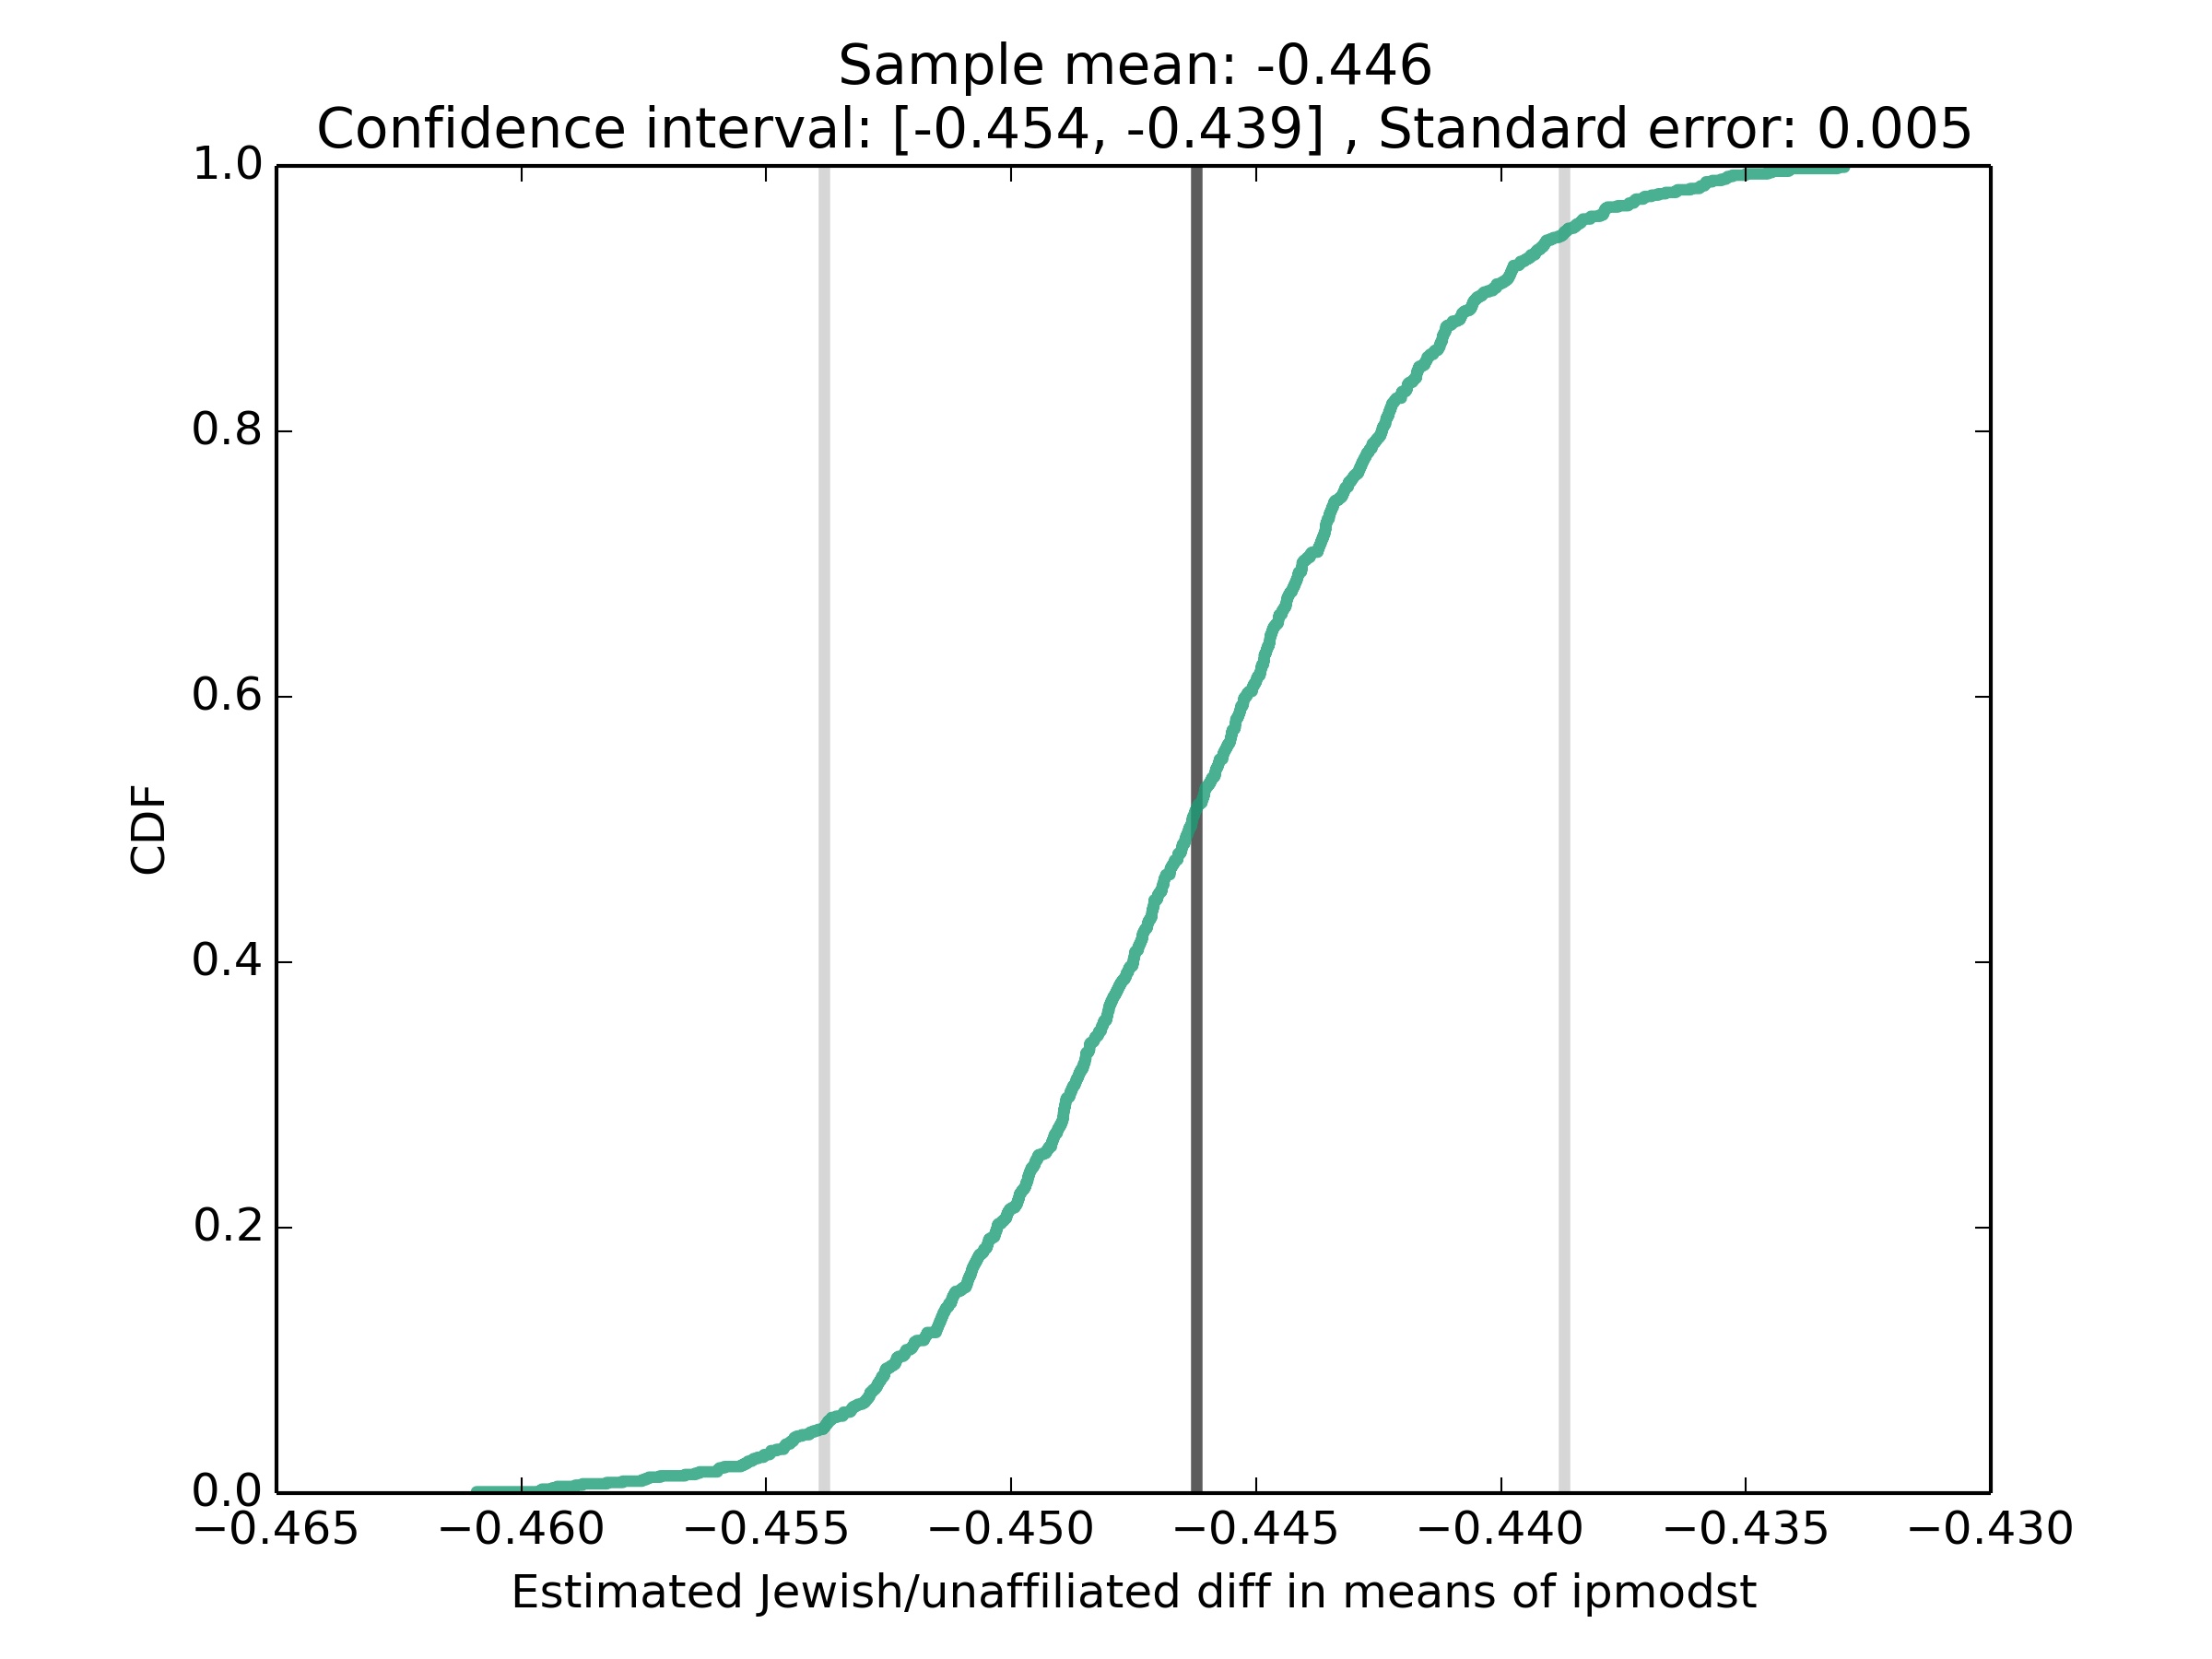 Sample mean: -0.446
Confidence interval: [-0.454, -0.439] , Standard error: 0.005
1.0
0.8
0.6
0.4
0.2
0.0
CDF
−0.465 −0.460 −0.455 −0.450 −0.445 −0.440 −0.435 −0.430
Estimated Jewish/unaffiliated diff in means of ipmodst